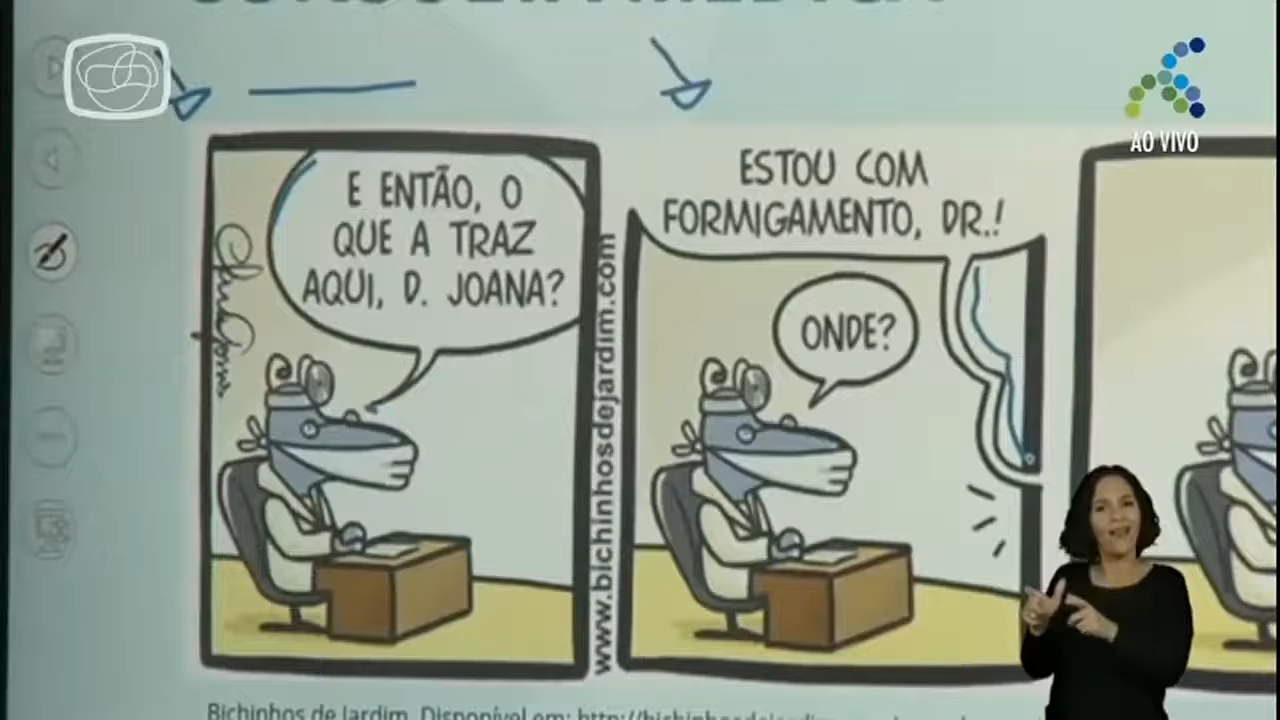 AO VIVO
E ENTÃO, O
QUE A TRAZ
AQUI, D. JOANA?
www.bichinhosdejardim.com
ESTOU COM
FORMIGAMENTO, DR.!
ONDE?
Bichinhos de Jardim. Disponível em: